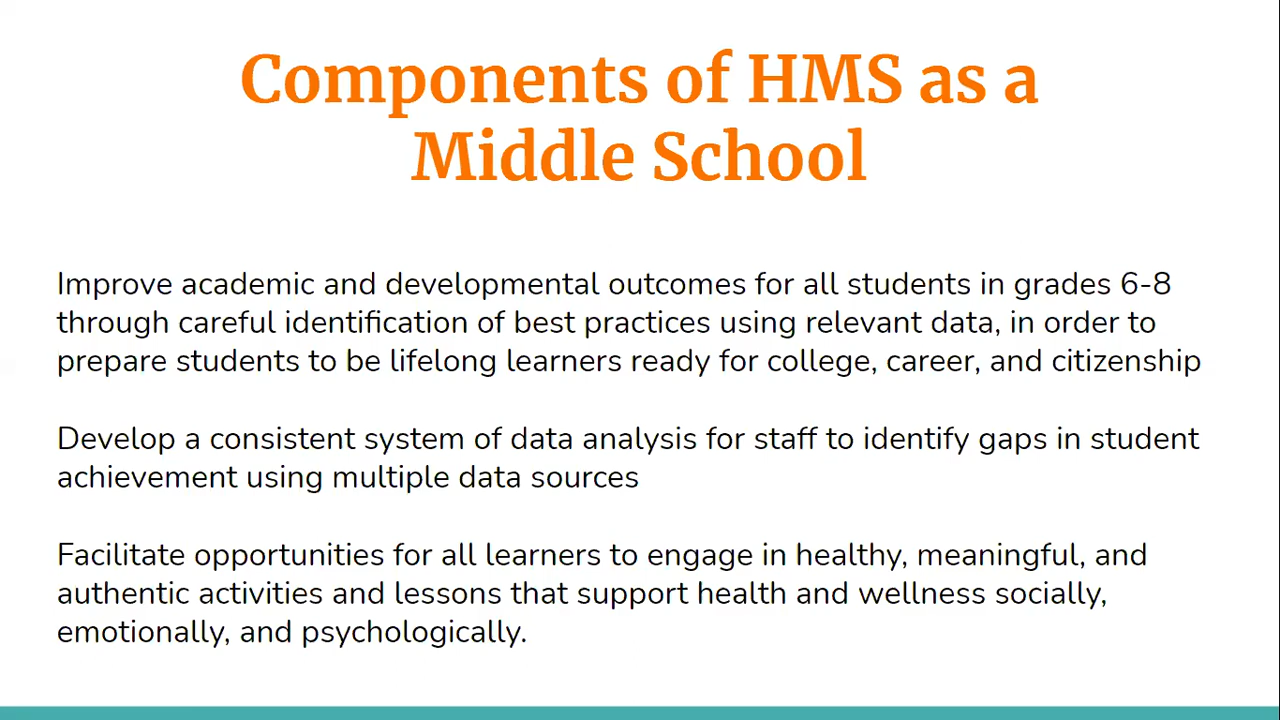 Components of HMS as a
Middle School
Improve academic and developmental outcomes for all students in grades 6-8
through careful identification of best practices using relevant data, in order to
prepare students to be lifelong learners ready for college, career, and citizenship
Develop a consistent system of data analysis for staff to identify gaps in student
achievement using multiple data sources
Facilitate opportunities for all learners to engage in healthy, meaningful, and
authentic activities and lessons that support health and wellness socially,
emotionally, and psychologically.